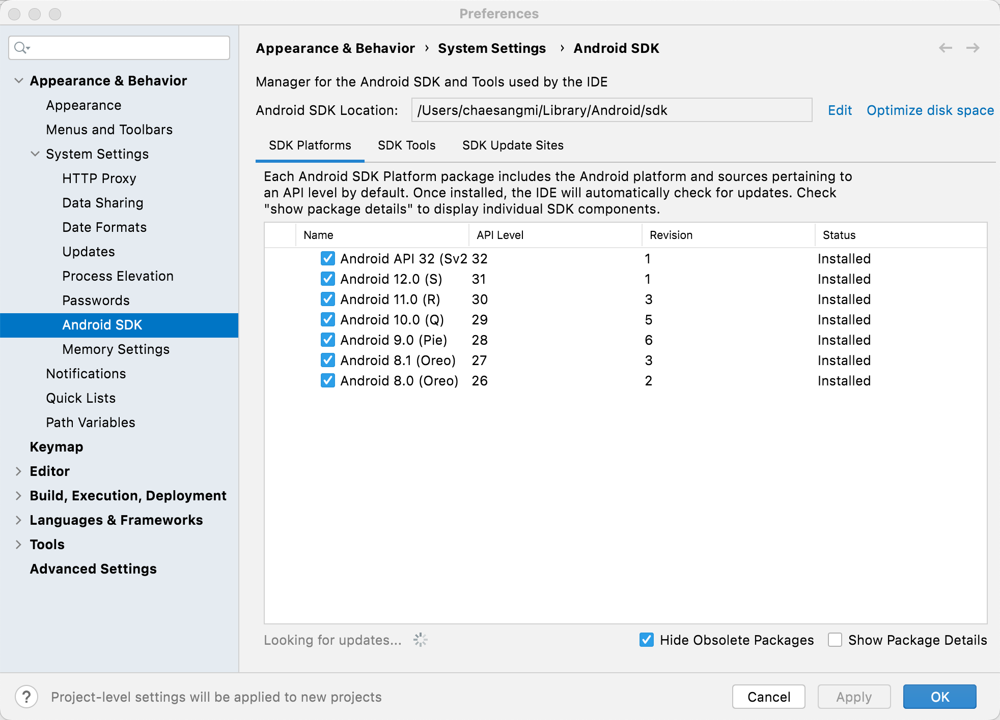 Preferences
Appearance & Behavior
Appearance
Menus and Toolbars
System Settings
HTTP Proxy
Data Sharing
Date Formats
Updates
Process Elevation
Passwords
Android SDK
Memory Settings
Notifications
Quick Lists
Path Variables
Keymap
Editor
Build, Execution, Deployment
Languages & Frameworks
Tools
Advanced Settings
Appearance & Behavior › System Settings › Android SDK
Manager for the Android SDK and Tools used by the IDE
Android SDK Location: /Users/chaesangmi/Library/Android/sdk Edit Optimize disk space
SDK Platforms SDK Tools SDK Update Sites
Each Android SDK Platform package includes the Android platform and sources pertaining to
an API level by default. Once installed, the IDE will automatically check for updates. Check
"show package details" to display individual SDK components.
Name API Level Revision Status
Android API 32 (Sv2 32 1 Installed
Android 12.0 (S) 31 1 Installed
Android 11.0 (R) 30 3 Installed
Android 10.0 (Q) 29 5 Installed
Android 9.0 (Pie) 28 6 Installed
Android 8.1 (Oreo) 27 3 Installed
Android 8.0 (Oreo) 26 2 Installed
Looking for updates... Hide Obsolete Packages Show Package Details
? Project-level settings will be applied to new projects Cancel Apply OK